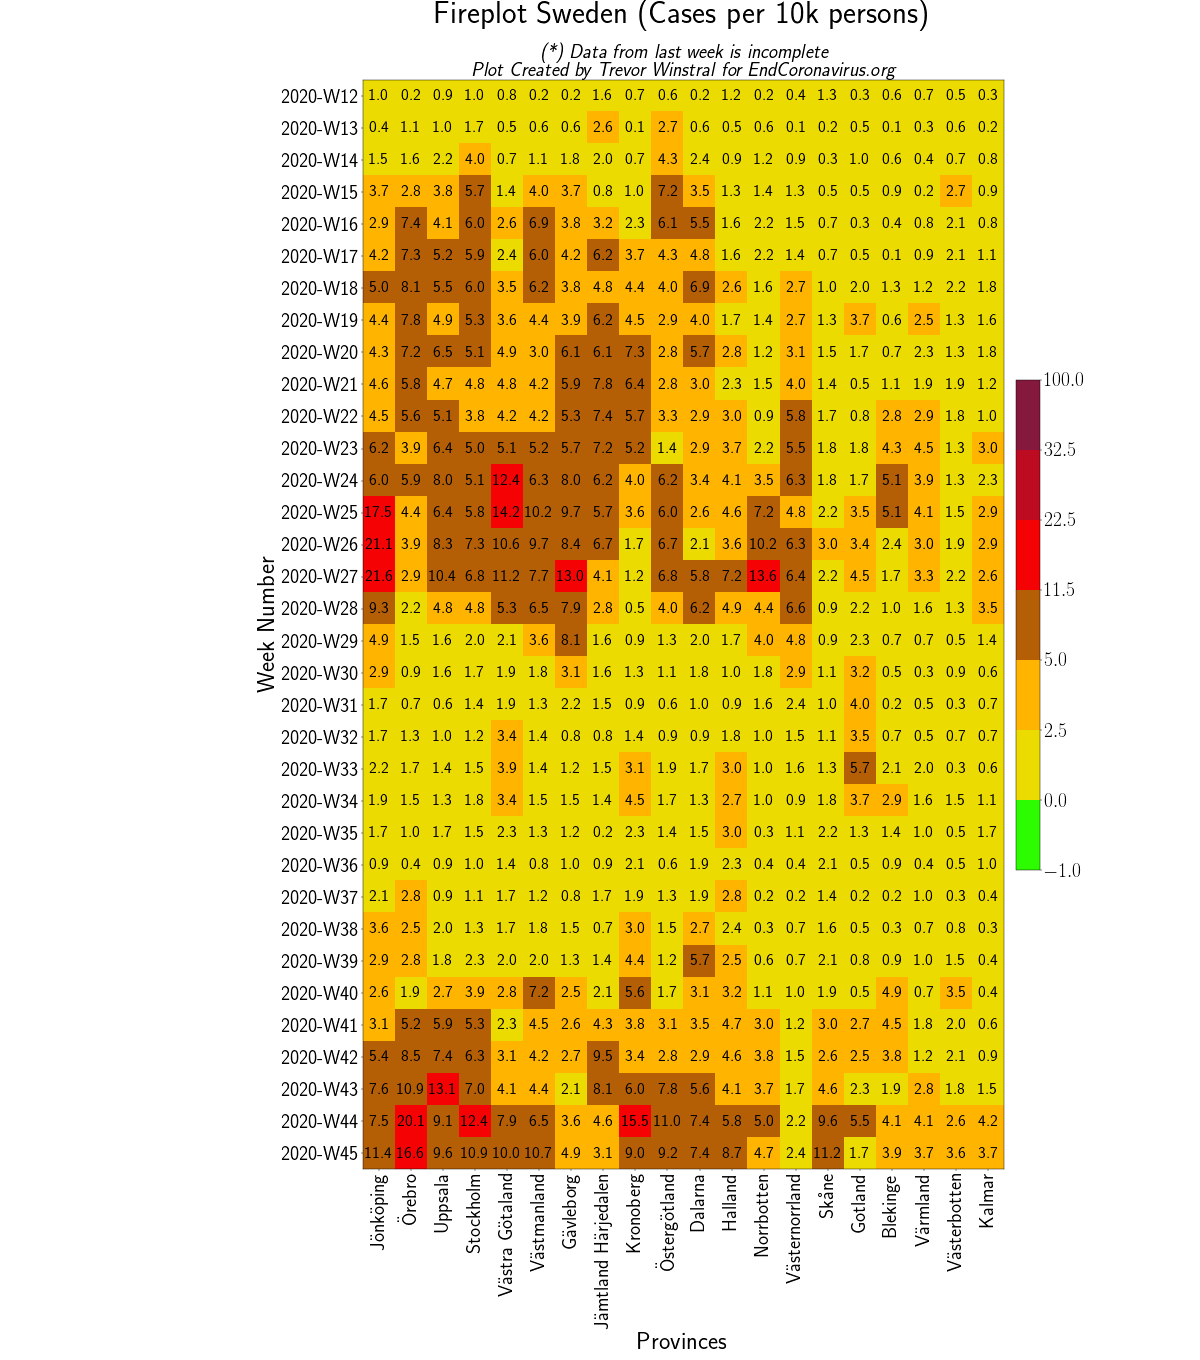 Fireplot Sweden (Cases per 10k persons)
(*) Data from last week is incomplete
Plot Created by Trevor Winstral for EndCoronavirus.org
2020-W12 1.0 0.2 0.9 1.0 0.8 0.2 0.2 1.6 0.7 0.6 0.2 1.2 0.2 0.4 1.3 0.3 0.6 0.7 0.5 0.3
2020-W13 0.4 1.1 1.0 1.7 0.5 0.6 0.6 2.6 0.1 2.7 0.6 0.5 0.6 0.1 0.2 0.5 0.1 0.3 0.6 0.2
2020-W14 1.5 1.6 2.2 4.0 0.7 1.1 1.8 2.0 0.7 4.3 2.4 0.9 1.2 0.9 0.3 1.0 0.6 0.4 0.7 0.8
2020-W15 3.7 2.8 3.8 5.7 1.4 4.0 3.7 0.8 1.0 7.2 3.5 1.3 1.4 1.3 0.5 0.5 0.9 0.2 2.7 0.9
2020-W16 2.9 7.4 4.1 6.0 2.6 6.9 3.8 3.2 2.3 6.1 5.5 1.6 2.2 1.5 0.7 0.3 0.4 0.8 2.1 0.8
2020-W17 4.2 7.3 5.2 5.9 2.4 6.0 4.2 6.2 3.7 4.3 4.8 1.6 2.2 1.4 0.7 0.5 0.1 0.9 2.1 1.1
2020-W18 5.0 8.1 5.5 6.0 3.5 6.2 3.8 4.8 4.4 4.0 6.9 2.6 1.6 2.7 1.0 2.0 1.3 1.2 2.2 1.8
2020-W19 4.4 7.8 4.9 5.3 3.6 4.4 3.9 6.2 4.5 2.9 4.0 1.7 1.4 2.7 1.3 3.7 0.6 2.5 1.3 1.6
2020-W20 4.3 7.2 6.5 5.1 4.9 3.0 6.1 6.1 7.3 2.8 5.7 2.8 1.2 3.1 1.5 1.7 0.7 2.3 1.3 1.8
2020-W21 4.6 5.8 4.7 4.8 4.8 4.2 5.9 7.8 6.4 2.8 3.0 2.3 1.5 4.0 1.4 0.5 1.1 1.9 1.9 1.2
2020-W22 4.5 5.6 5.1 3.8 4.2 4.2 5.3 7.4 5.7 3.3 2.9 3.0 0.9 5.8 1.7 0.8 2.8 2.9 1.8 1.0
2020-W23 6.2 3.9 6.4 5.0 5.1 5.2 5.7 7.2 5.2 1.4 2.9 3.7 2.2 5.5 1.8 1.8 4.3 4.5 1.3 3.0
2020-W24 6.0 5.9 8.0 5.1 12.4 6.3 8.0 6.2 4.0 6.2 3.4 4.1 3.5 6.3 1.8 1.7 5.1 3.9 1.3 2.3
2020-W25 17.5 4.4 6.4 5.8 14.2 10.2 9.7 5.7 3.6 6.0 2.6 4.6 7.2 4.8 2.2 3.5 5.1 4.1 1.5 2.9
2020-W26 21.1 3.9 8.3 7.3 10.6 9.7 8.4 6.7 1.7 6.7 2.1 3.6 10.2 6.3 3.0 3.4 2.4 3.0 1.9 2.9
2020-W27 21.6 2.9 10.4 6.8 11.2 7.7 13.0 4.1 1.2 6.8 5.8 7.2 13.6 6.4 2.2 4.5 1.7 3.3 2.2 2.6
2020-W28 9.3 2.2 4.8 4.8 5.3 6.5 7.9 2.8 0.5 4.0 6.2 4.9 4.4 6.6 0.9 2.2 1.0 1.6 1.3 3.5
2020-W29 4.9 1.5 1.6 2.0 2.1 3.6 8.1 1.6 0.9 1.3 2.0 1.7 4.0 4.8 0.9 2.3 0.7 0.7 0.5 1.4
2020-W30 2.9 0.9 1.6 1.7 1.9 1.8 3.1 1.6 1.3 1.1 1.8 1.0 1.8 2.9 1.1 3.2 0.5 0.3 0.9 0.6
2020-W31 1.7 0.7 0.6 1.4 1.9 1.3 2.2 1.5 0.9 0.6 1.0 0.9 1.6 2.4 1.0 4.0 0.2 0.5 0.3 0.7
2020-W32 1.7 1.3 1.0 1.2 3.4 1.4 0.8 0.8 1.4 0.9 0.9 1.8 1.0 1.5 1.1 3.5 0.7 0.5 0.7 0.7
2020-W33 2.2 1.7 1.4 1.5 3.9 1.4 1.2 1.5 3.1 1.9 1.7 3.0 1.0 1.6 1.3 5.7 2.1 2.0 0.3 0.6
2020-W34 1.9 1.5 1.3 1.8 3.4 1.5 1.5 1.4 4.5 1.7 1.3 2.7 1.0 0.9 1.8 3.7 2.9 1.6 1.5 1.1
2020-W35 1.7 1.0 1.7 1.5 2.3 1.3 1.2 0.2 2.3 1.4 1.5 3.0 0.3 1.1 2.2 1.3 1.4 1.0 0.5 1.7
2020-W36 0.9 0.4 0.9 1.0 1.4 0.8 1.0 0.9 2.1 0.6 1.9 2.3 0.4 0.4 2.1 0.5 0.9 0.4 0.5 1.0
2020-W37 2.1 2.8 0.9 1.1 1.7 1.2 0.8 1.7 1.9 1.3 1.9 2.8 0.2 0.2 1.4 0.2 0.2 1.0 0.3 0.4
2020-W38 3.6 2.5 2.0 1.3 1.7 1.8 1.5 0.7 3.0 1.5 2.7 2.4 0.3 0.7 1.6 0.5 0.3 0.7 0.8 0.3
2020-W39 2.9 2.8 1.8 2.3 2.0 2.0 1.3 1.4 4.4 1.2 5.7 2.5 0.6 0.7 2.1 0.8 0.9 1.0 1.5 0.4
2020-W40 2.6 1.9 2.7 3.9 2.8 7.2 2.5 2.1 5.6 1.7 3.1 3.2 1.1 1.0 1.9 0.5 4.9 0.7 3.5 0.4
2020-W41 3.1 5.2 5.9 5.3 2.3 4.5 2.6 4.3 3.8 3.1 3.5 4.7 3.0 1.2 3.0 2.7 4.5 1.8 2.0 0.6
2020-W42 5.4 8.5 7.4 6.3 3.1 4.2 2.7 9.5 3.4 2.8 2.9 4.6 3.8 1.5 2.6 2.5 3.8 1.2 2.1 0.9
2020-W43 7.6 10.9 13.1 7.0 4.1 4.4 2.1 8.1 6.0 7.8 5.6 4.1 3.7 1.7 4.6 2.3 1.9 2.8 1.8 1.5
2020-W44 7.5 20.1 9.1 12.4 7.9 6.5 3.6 4.6 15.5 11.0 7.4 5.8 5.0 2.2 9.6 5.5 4.1 4.1 2.6 4.2
2020-W45 11.4 16.6 9.6 10.9 10.0 10.7 4.9 3.1 9.0 9.2 7.4 8.7 4.7 2.4 11.2 1.7 3.9 3.7 3.6 3.7
Week Number
Jönköping
Örebro
Uppsala
Stockholm
Västra Götaland
Västmanland
Gävleborg
Jämtland Härjedalen
Kronoberg
Östergötland
Dalarna
Halland
Norrbotten
Västernorrland
Skåne
Gotland
Blekinge
Värmland
Västerbotten
Kalmar
Provinces
100.0
32.5
22.5
11.5
5.0
2.5
0.0
−1.0